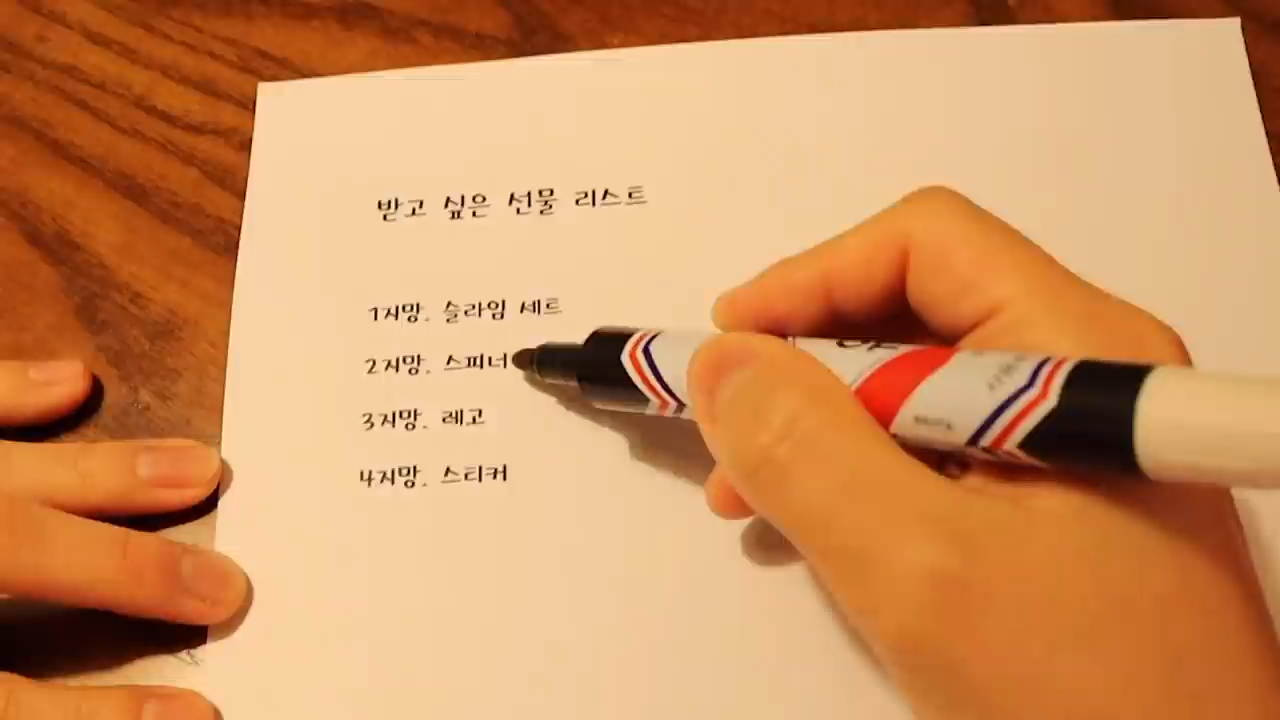 받고 싶은 선물 리스트
1지망. 슬라임 세트
2지망. 스피너
3지망. 레고
4지망. 스티커